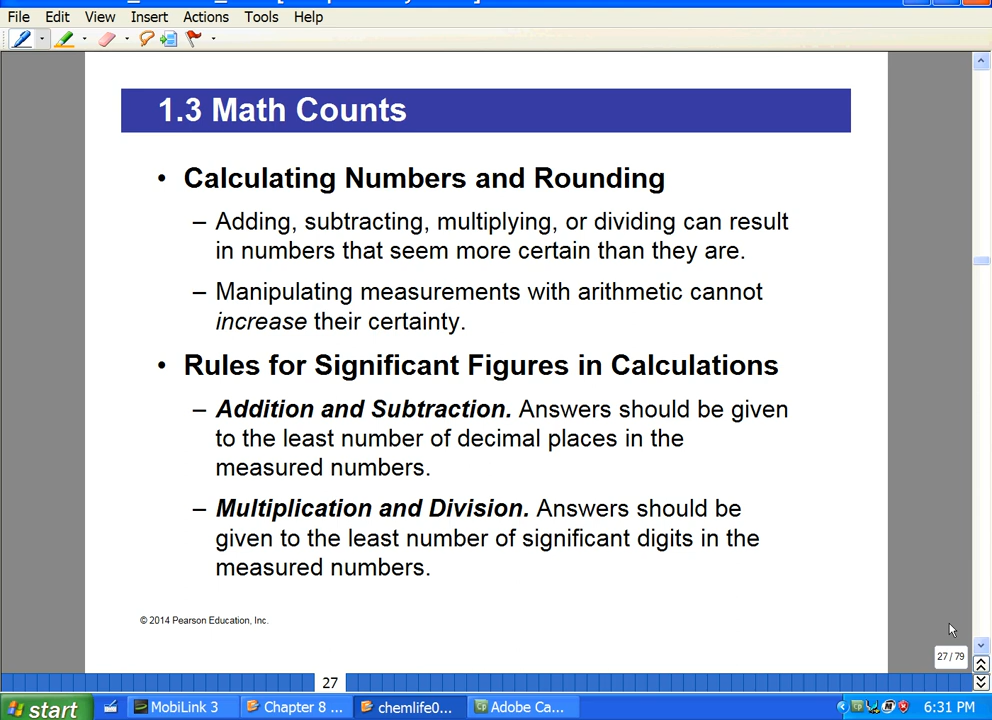 File Edit View Insert Actions Tools Help
1.3 Math Counts
• Calculating Numbers and Rounding
– Adding, subtracting, multiplying, or dividing can result
in numbers that seem more certain than they are.
– Manipulating measurements with arithmetic cannot
increase their certainty.
• Rules for Significant Figures in Calculations
– Addition and Subtraction. Answers should be given
to the least number of decimal places in the
measured numbers.
– Multiplication and Division. Answers should be
given to the least number of significant digits in the
measured numbers.
© 2014 Pearson Education, Inc.
27 / 79
27
start MobiLink 3 Chapter 8 ... chemlife0... Adobe Ca... 6:31 PM